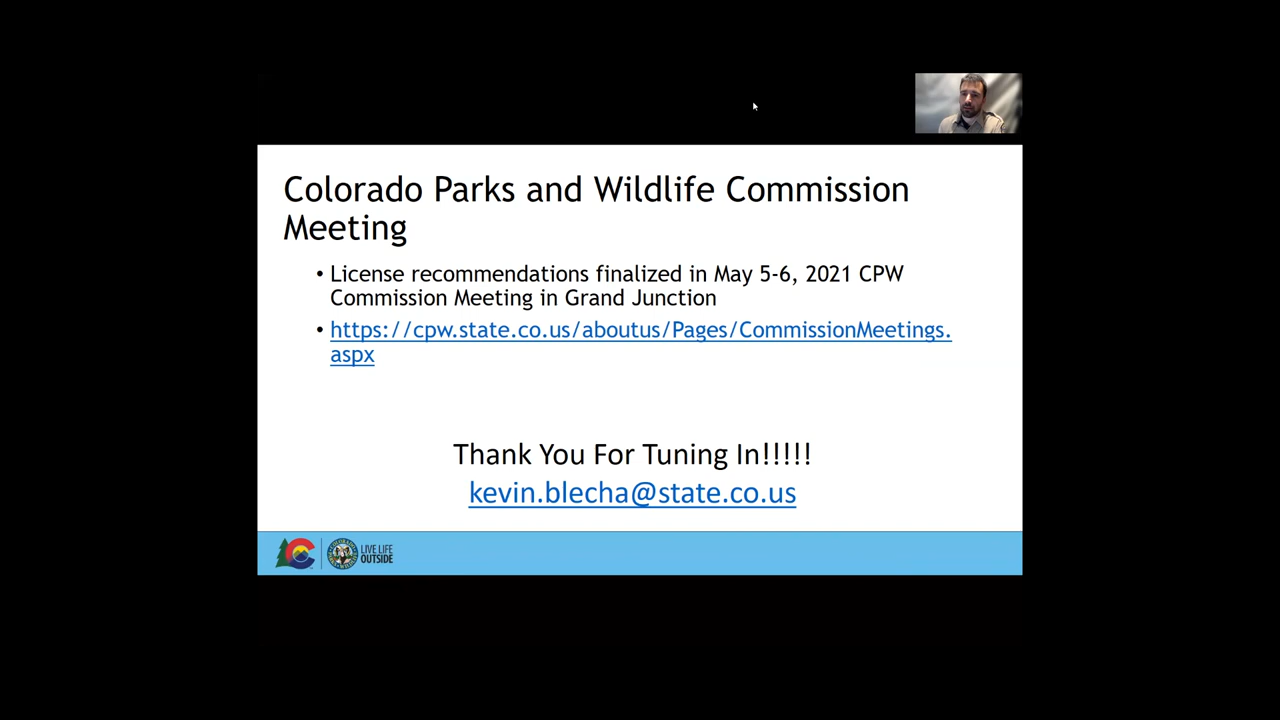 Colorado Parks and Wildlife Commission
Meeting
• License recommendations finalized in May 5-6, 2021 CPW
Commission Meeting in Grand Junction
• https://cpw.state.co.us/aboutus/Pages/CommissionMeetings.
aspx
Thank You For Tuning In!!!!!
kevin.blecha@state.co.us
LIVE LIFE
OUTSIDE